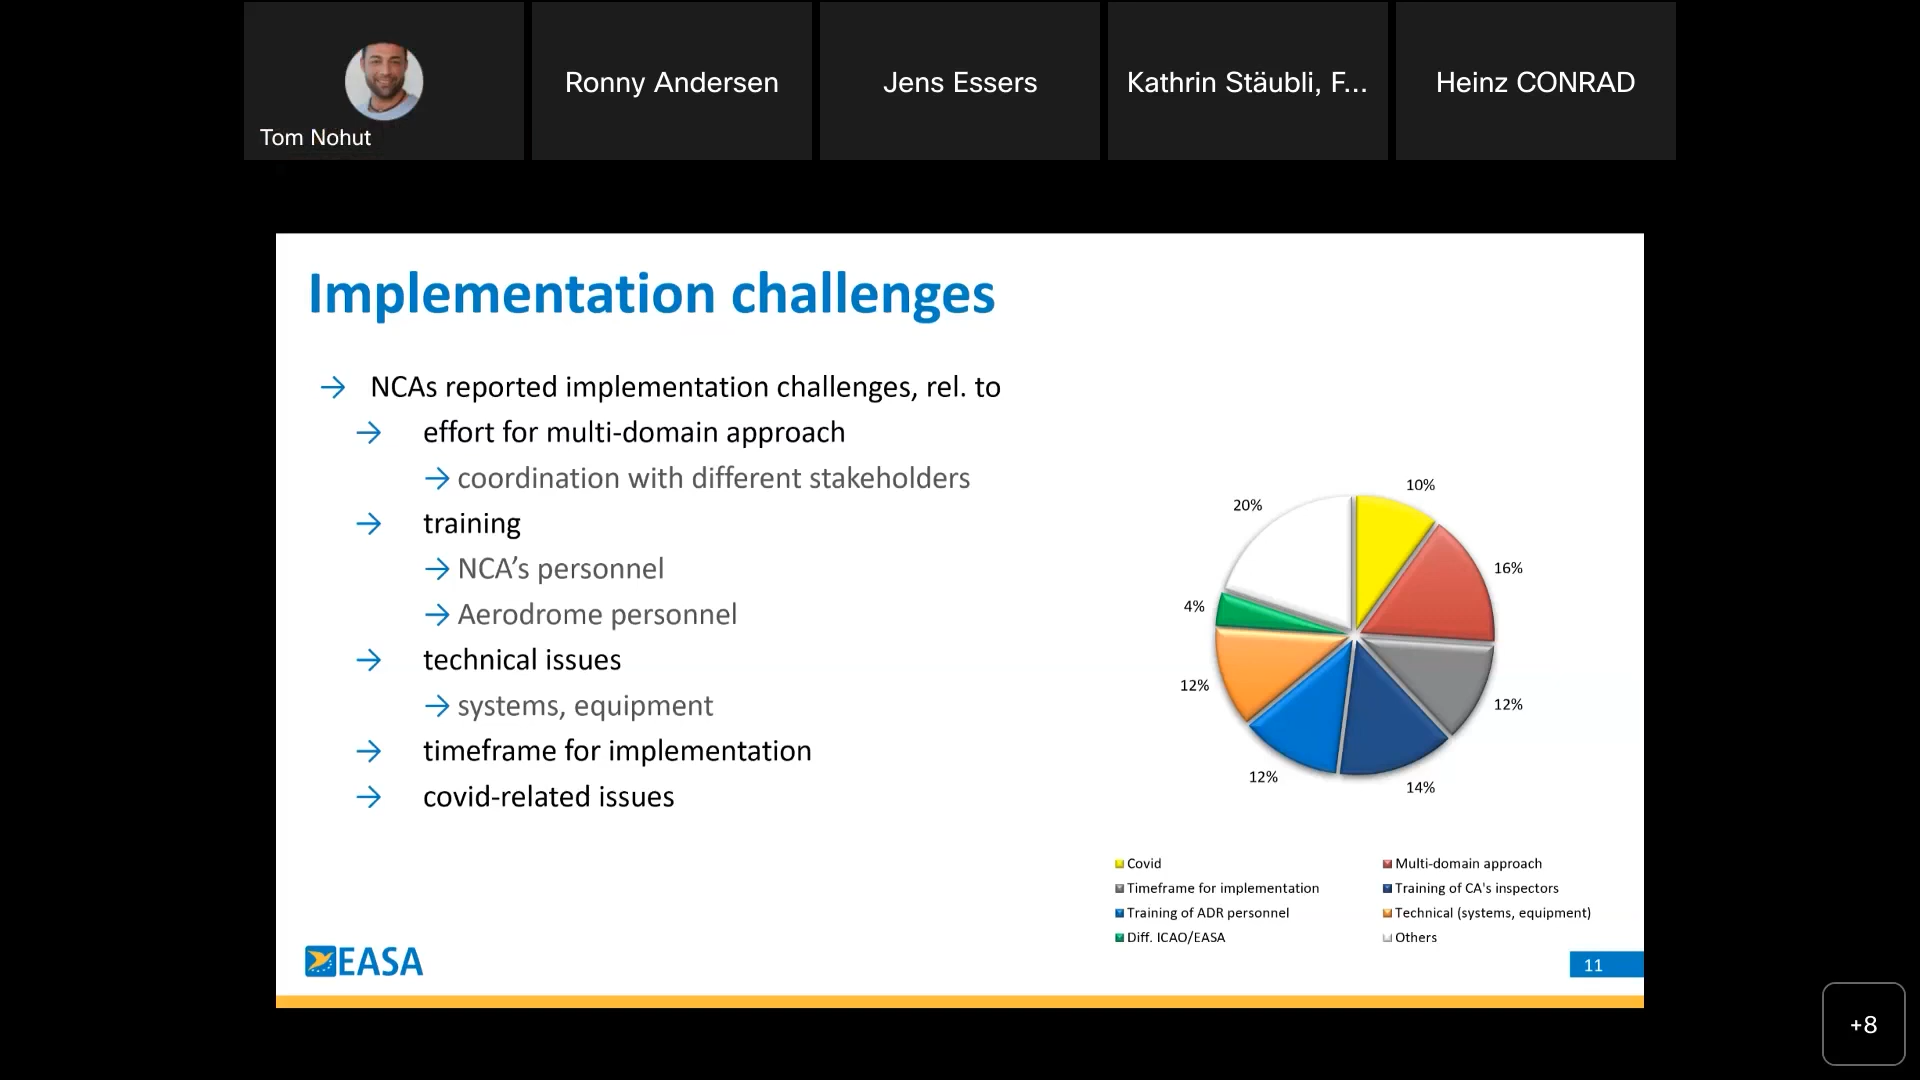 Tom Nohut
Ronny Andersen
Jens Essers
Kathrin Stäubli, F...
Heinz CONRAD
Implementation challenges
→ NCAs reported implementation challenges, rel. to
→ effort for multi-domain approach
→ coordination with different stakeholders
→ training
→ NCA’s personnel
→ Aerodrome personnel
→ technical issues
→ systems, equipment
→ timeframe for implementation
→ covid-related issues
10%
16%
12%
14%
12%
12%
4%
20%
Covid
Multi-domain approach
Timeframe for implementation
Training of CA's inspectors
Training of ADR personnel
Technical (systems, equipment)
Diff. ICAO/EASA
Others
EASA
11
+8